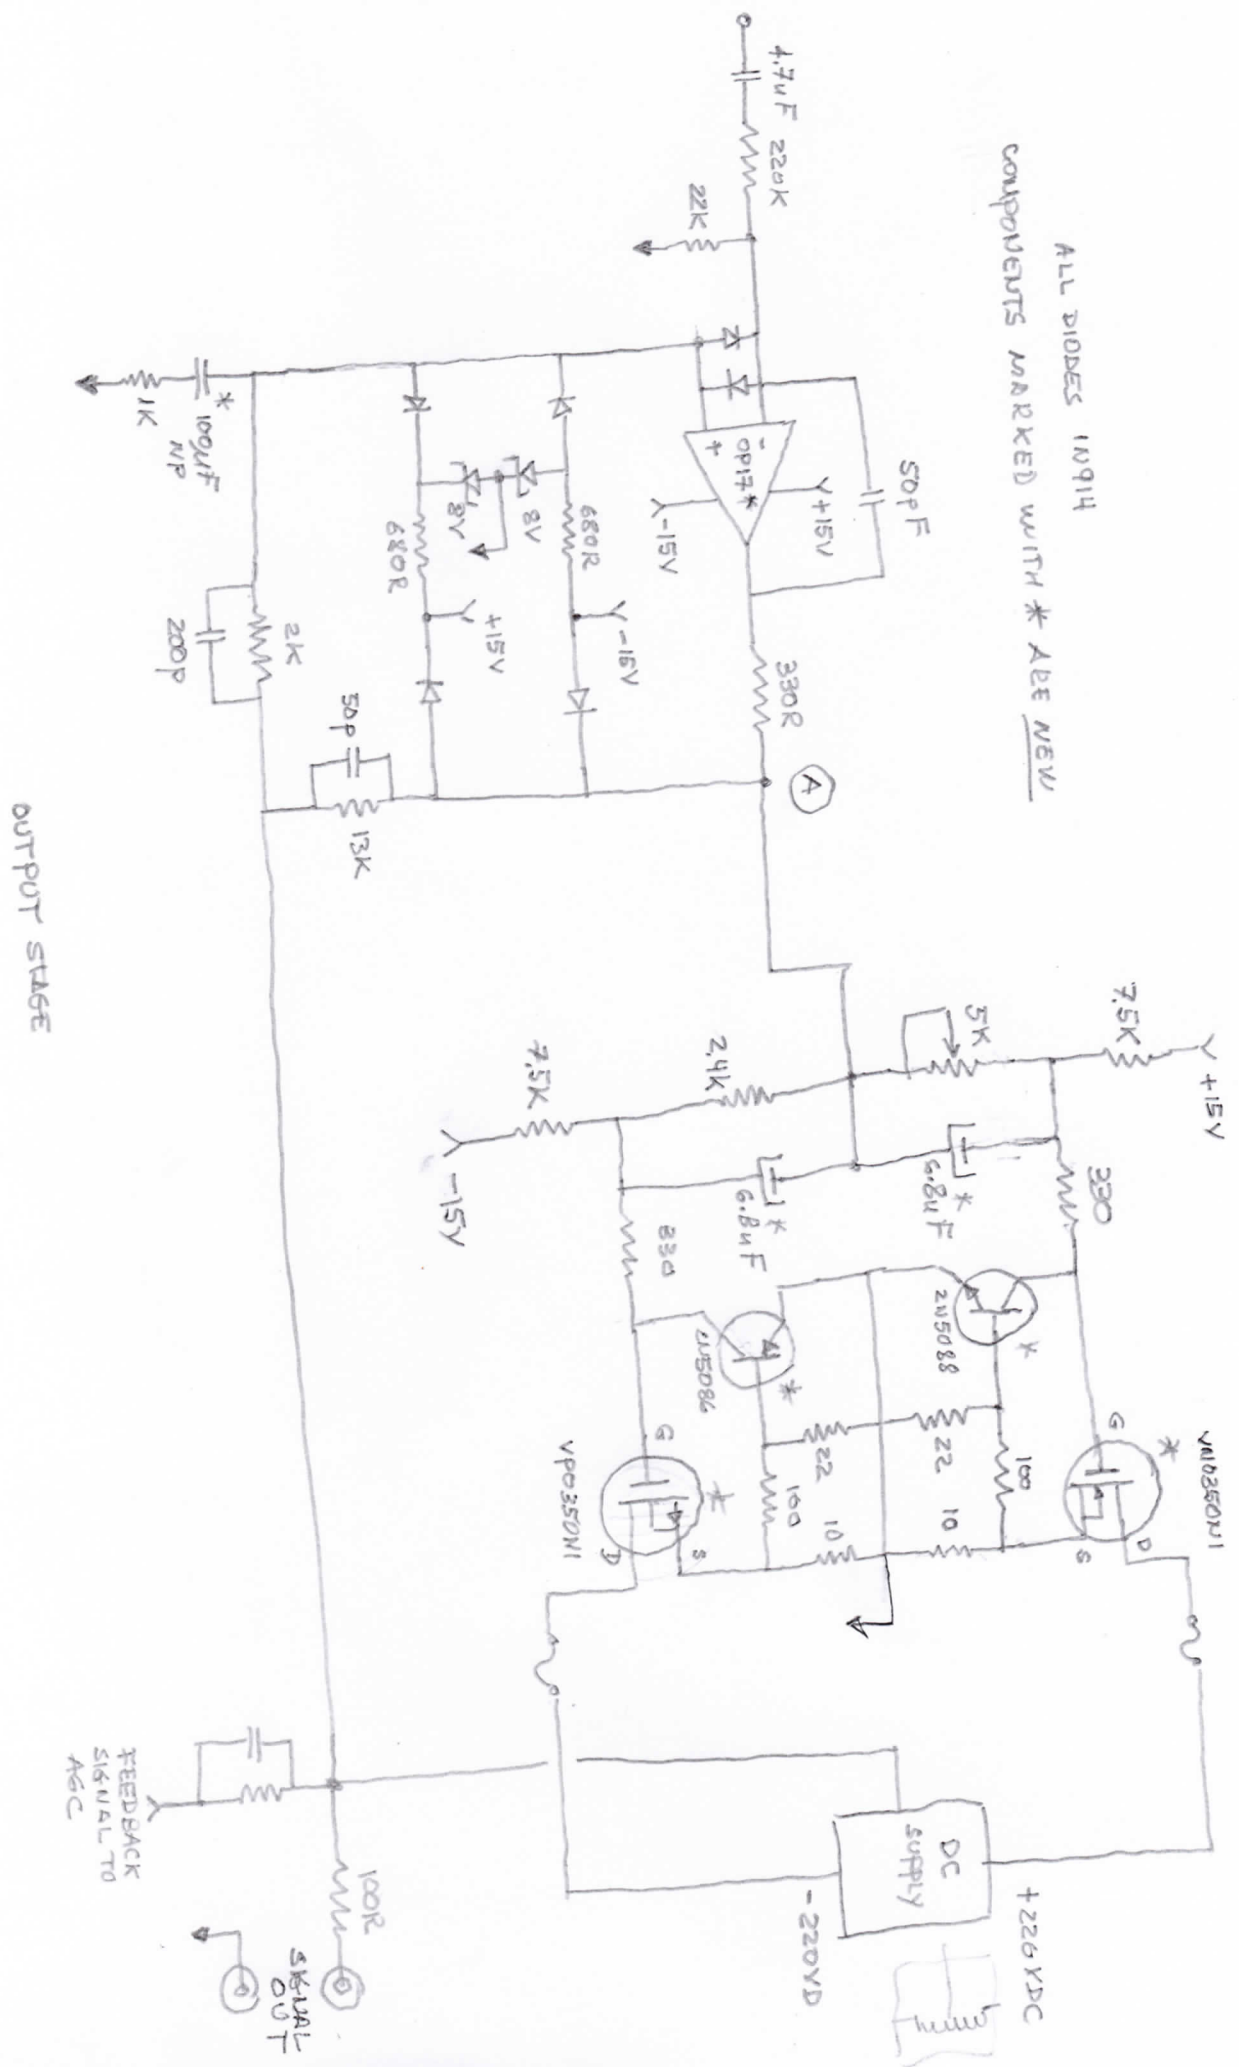 ALL DIODES IN914
COMPONENTS MARKED WITH * ARE NEW
4.7uF
220K
22K
50pF
-
OP17*
+
+15V
-15V
330R
A
8V
8V
680R
680R
-15V
+15V
*
100µF
NP
1K
2K
200p
50p
13K
+15V
7.5K
5K
2.4K
7.5K
-15V
6.8uF
*
6.8uF
*
330
330
2N5088
*
2N5086
*
22
22
100
100
10
10
VN0350N1
*
G
D
S
VP0350N1
*
G
D
S
DC
SUPPLY
+220VDC
-220VD
FEEDBACK
SIGNAL TO
AGC
100R
SIGNAL
OUT
OUTPUT STAGE